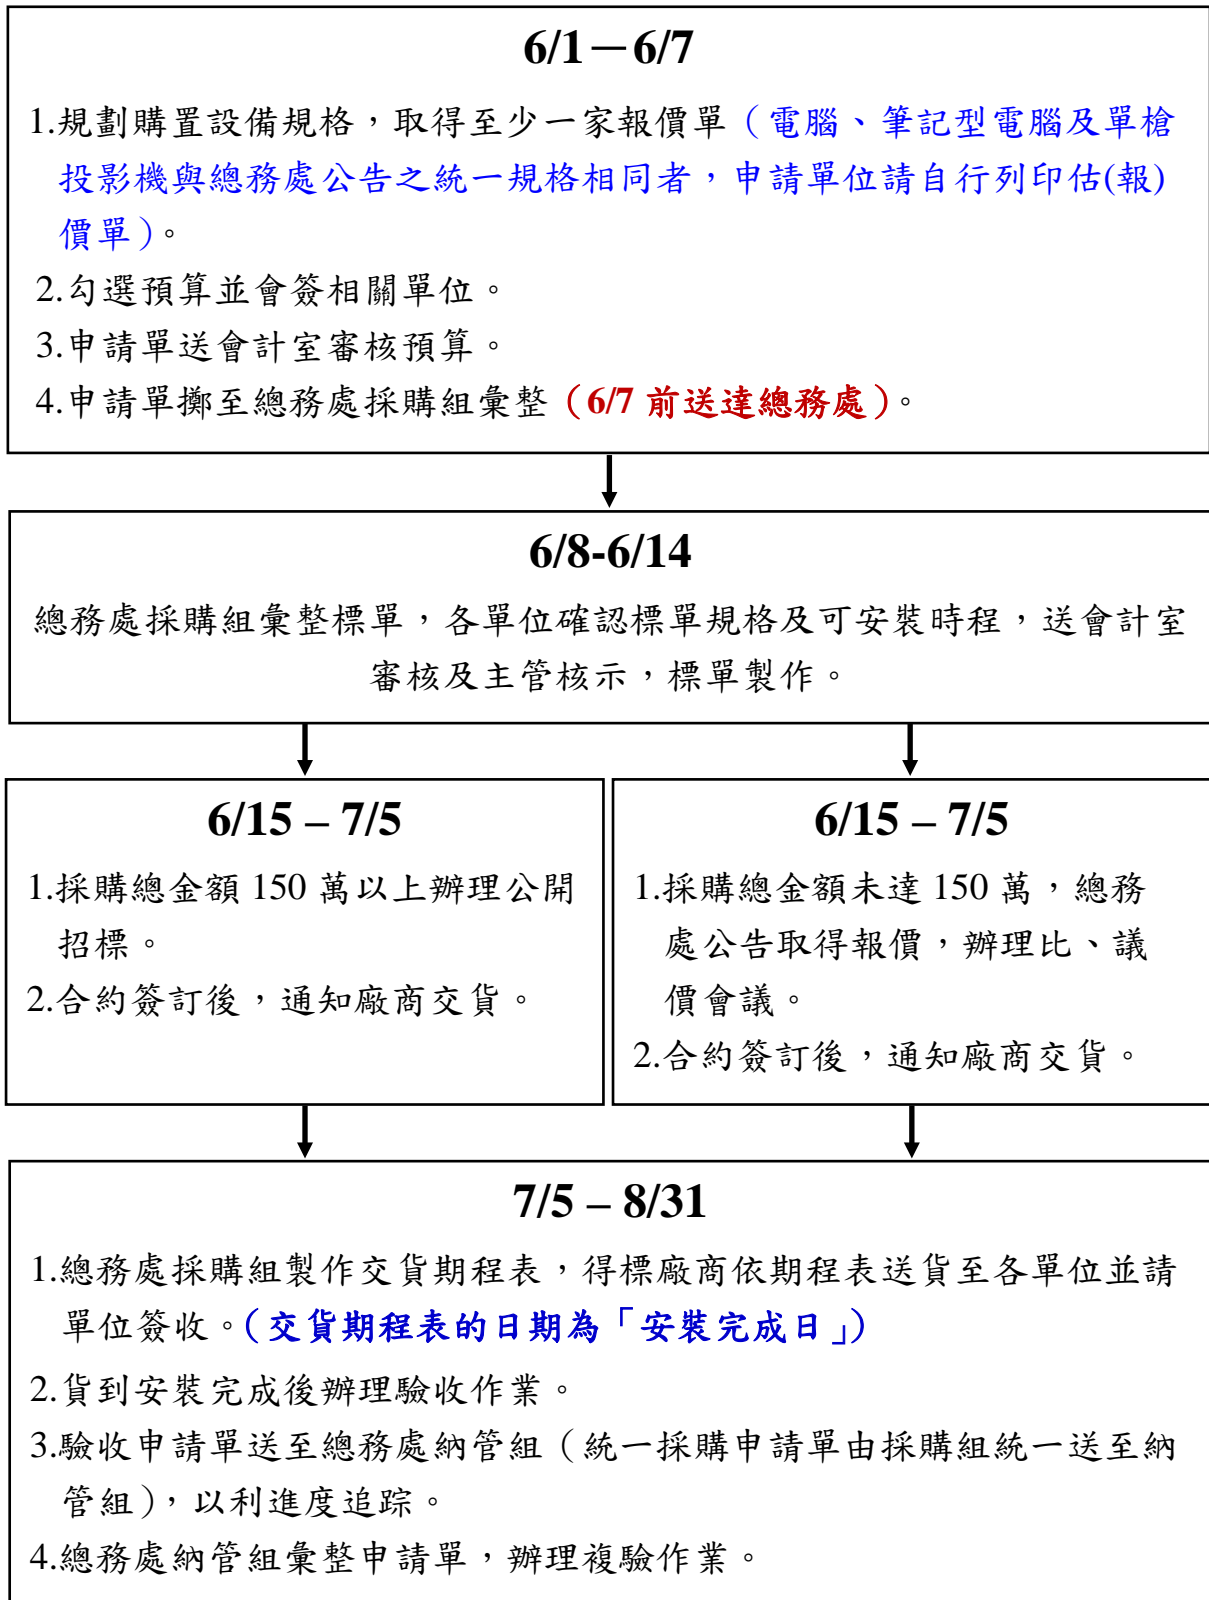 6/1－6/7
1.規劃購置設備規格，取得至少一家報價單（電腦、筆記型電腦及單槍
投影機與總務處公告之統一規格相同者，申請單位請自行列印估(報)
價單）。
2.勾選預算並會簽相關單位。
3.申請單送會計室審核預算。
4.申請單擲至總務處採購組彙整（6/7 前送達總務處）。
6/8-6/14
總務處採購組彙整標單，各單位確認標單規格及可安裝時程，送會計室
審核及主管核示，標單製作。
6/15 – 7/5
1.採購總金額 150 萬以上辦理公開
招標。
2.合約簽訂後，通知廠商交貨。
6/15 – 7/5
1.採購總金額未達 150 萬，總務
處公告取得報價，辦理比、議
價會議。
2.合約簽訂後，通知廠商交貨。
7/5 – 8/31
1.總務處採購組製作交貨期程表，得標廠商依期程表送貨至各單位並請
單位簽收。（交貨期程表的日期為「安裝完成日」）
2.貨到安裝完成後辦理驗收作業。
3.驗收申請單送至總務處納管組（統一採購申請單由採購組統一送至納
管組），以利進度追踪。
4.總務處納管組彙整申請單，辦理複驗作業。